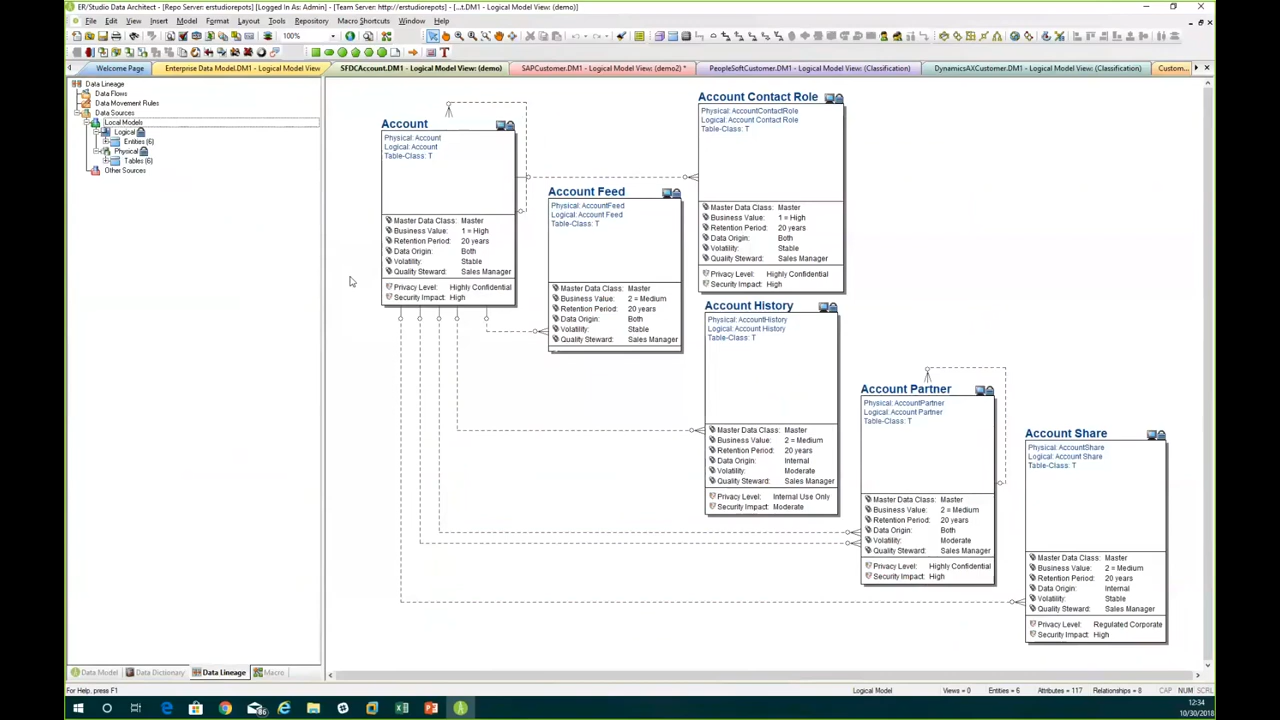 ER/Studio Data Architect - [Repo Server: erstudiorepots] [Logged In As: Admin] - [Team Server: http://erstudiorepots] - [...t.DM1 - Logical Model View: (demo)]
File Edit View Insert Model Format Layout Tools Repository Macro Shortcuts Window Help
100%
Welcome Page
Enterprise Data Model.DM1 - Logical Model View
SFDCAccount.DM1 - Logical Model View: (demo)
SAPCustomer.DM1 - Logical Model View: (demo2) *
PeopleSoftCustomer.DM1 - Logical Model View: (Classification)
DynamicsAXCustomer.DM1 - Logical Model View: (Classification)
Custom...
Data Lineage
Data Flows
Data Movement Rules
Data Sources
Local Models
Logical
Entities (6)
Physical
Tables (6)
Other Sources
Account
Physical: Account
Logical: Account
Table-Class: T
Master Data Class: Master
Business Value: 1 = High
Retention Period: 20 years
Data Origin: Both
Volatility: Stable
Quality Steward: Sales Manager
Privacy Level: Highly Confidential
Security Impact: High
Account Feed
Physical: AccountFeed
Logical: Account Feed
Table-Class: T
Master Data Class: Master
Business Value: 2 = Medium
Retention Period: 20 years
Data Origin: Both
Volatility: Stable
Quality Steward: Sales Manager
Account Contact Role
Physical: AccountContactRole
Logical: Account Contact Role
Table-Class: T
Master Data Class: Master
Business Value: 1 = High
Retention Period: 20 years
Data Origin: Both
Volatility: Stable
Quality Steward: Sales Manager
Privacy Level: Highly Confidential
Security Impact: High
Account History
Physical: AccountHistory
Logical: Account History
Table-Class: T
Master Data Class: Master
Business Value: 2 = Medium
Retention Period: 20 years
Data Origin: Internal
Volatility: Moderate
Quality Steward: Sales Manager
Privacy Level: Internal Use Only
Security Impact: Moderate
Account Partner
Physical: AccountPartner
Logical: Account Partner
Table-Class: T
Master Data Class: Master
Business Value: 2 = Medium
Retention Period: 20 years
Data Origin: Both
Volatility: Moderate
Quality Steward: Sales Manager
Privacy Level: Highly Confidential
Security Impact: High
Account Share
Physical: AccountShare
Logical: Account Share
Table-Class: T
Master Data Class: Master
Business Value: 2 = Medium
Retention Period: 20 years
Data Origin: Internal
Volatility: Stable
Quality Steward: Sales Manager
Privacy Level: Regulated Corporate
Security Impact: High
Data Model Data Dictionary Data Lineage Macro
For Help, press F1
Logical Model Views = 0 Entities = 6 Attributes = 117 Relationships = 8 CAP NUM SCRL
12:34
10/30/2018